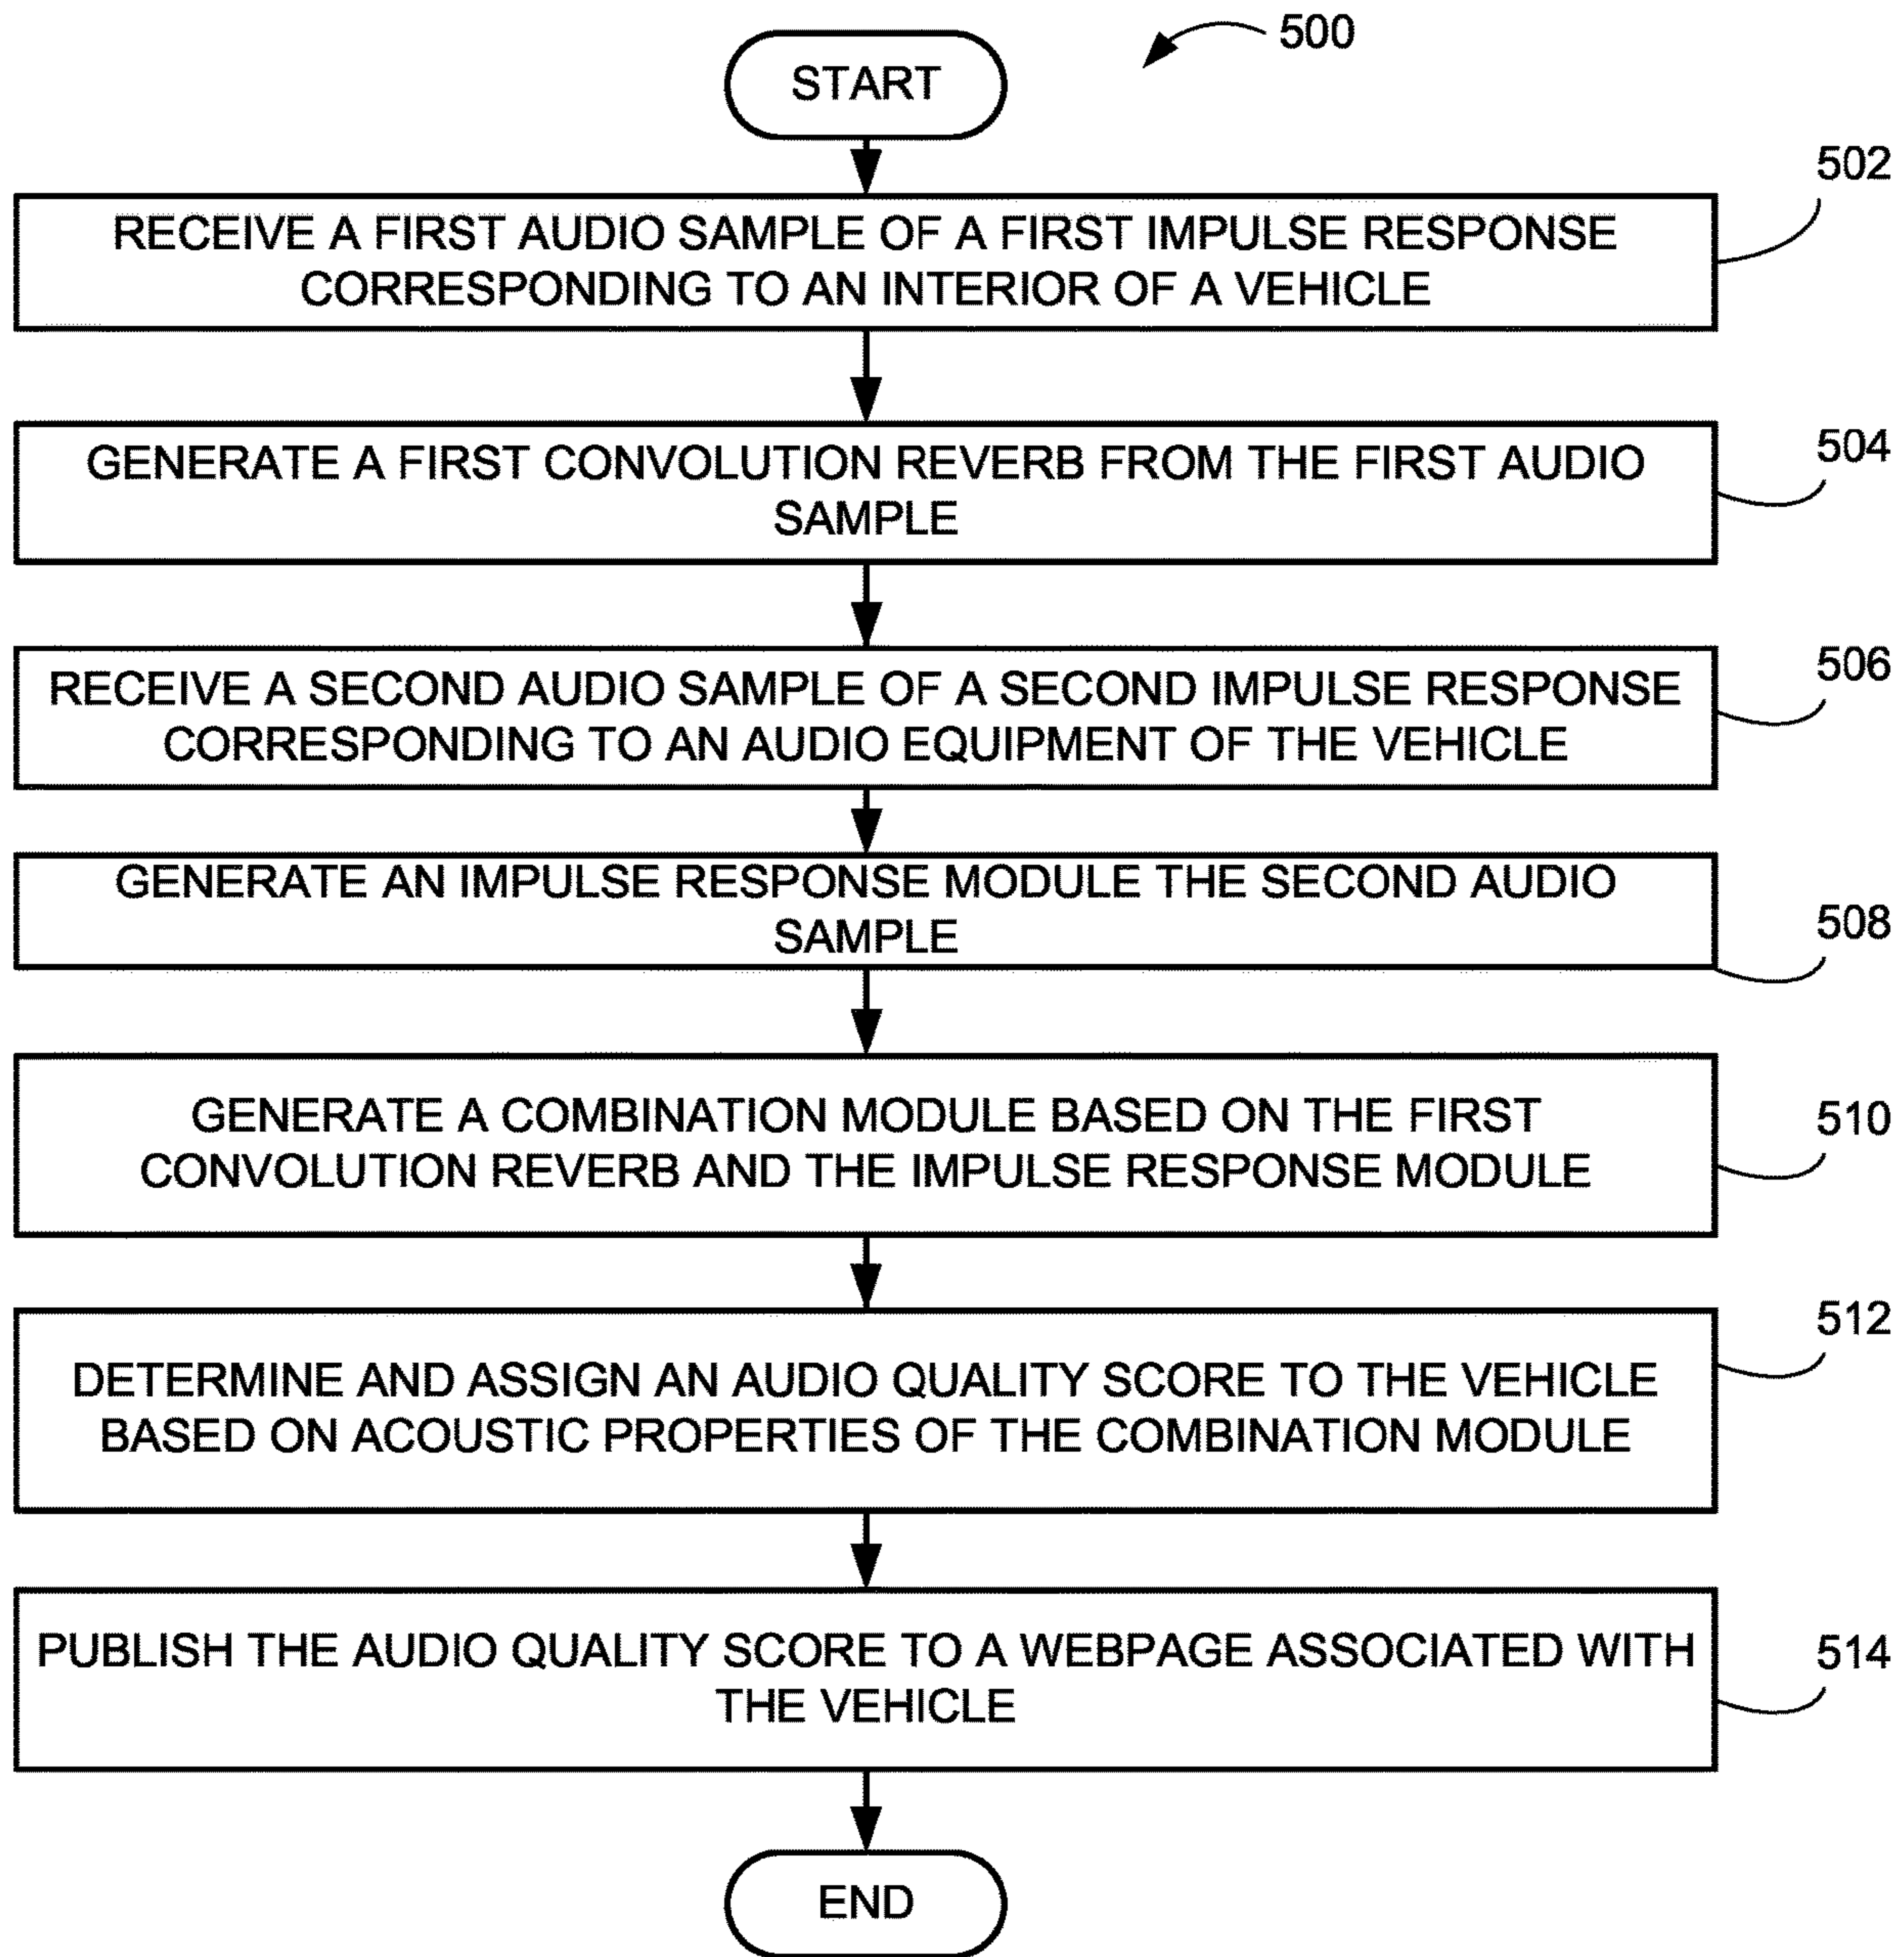 500
START
502
RECEIVE A FIRST AUDIO SAMPLE OF A FIRST IMPULSE RESPONSE
CORRESPONDING TO AN INTERIOR OF A VEHICLE
504
GENERATE A FIRST CONVOLUTION REVERB FROM THE FIRST AUDIO
SAMPLE
506
RECEIVE A SECOND AUDIO SAMPLE OF A SECOND IMPULSE RESPONSE
CORRESPONDING TO AN AUDIO EQUIPMENT OF THE VEHICLE
GENERATE AN IMPULSE RESPONSE MODULE THE SECOND AUDIO
SAMPLE
508
GENERATE A COMBINATION MODULE BASED ON THE FIRST
CONVOLUTION REVERB AND THE IMPULSE RESPONSE MODULE
510
512
DETERMINE AND ASSIGN AN AUDIO QUALITY SCORE TO THE VEHICLE
BASED ON ACOUSTIC PROPERTIES OF THE COMBINATION MODULE
PUBLISH THE AUDIO QUALITY SCORE TO A WEBPAGE ASSOCIATED WITH
THE VEHICLE
514
END